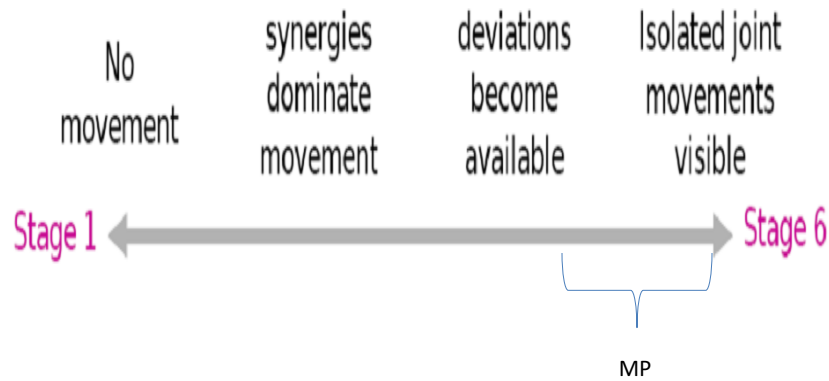 No
movement
synergies
dominate
movement
deviations
become
available
Isolated joint
movements
visible
Stage 1
Stage 6
MP